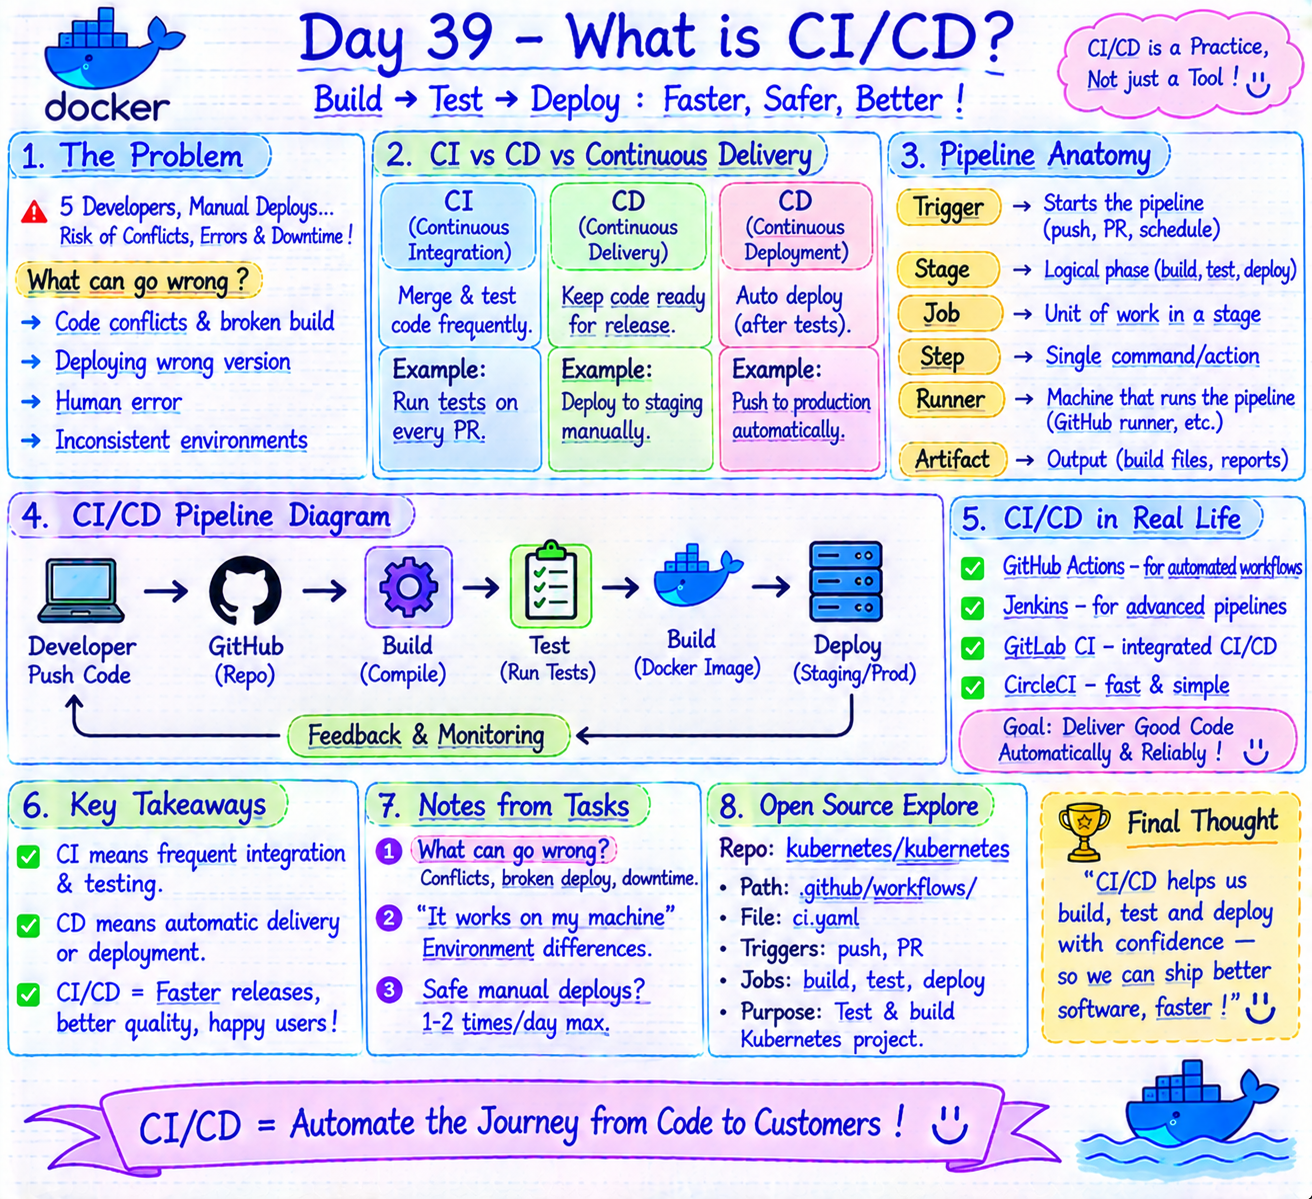 docker
Day 39 – What is CI/CD?
Build → Test → Deploy : Faster, Safer, Better !
CI/CD is a Practice,
Not just a Tool !
1. The Problem
5 Developers, Manual Deploys...
Risk of Conflicts, Errors & Downtime !
What can go wrong ?
→ Code conflicts & broken build
→ Deploying wrong version
→ Human error
→ Inconsistent environments
2. CI vs CD vs Continuous Delivery
CI
(Continuous
Integration)
Merge & test
code frequently.
Example:
Run tests on
every PR.
CD
(Continuous
Delivery)
Keep code ready
for release.
Example:
Deploy to staging
manually.
CD
(Continuous
Deployment)
Auto deploy
(after tests).
Example:
Push to production
automatically.
3. Pipeline Anatomy
Trigger → Starts the pipeline
(push, PR, schedule)
Stage → Logical phase (build, test, deploy)
Job → Unit of work in a stage
Step → Single command/action
Runner → Machine that runs the pipeline
(GitHub runner, etc.)
Artifact → Output (build files, reports)
4. CI/CD Pipeline Diagram
Developer
Push Code
GitHub
(Repo)
Build
(Compile)
Test
(Run Tests)
Build
(Docker Image)
Deploy
(Staging/Prod)
Feedback & Monitoring
5. CI/CD in Real Life
GitHub Actions – for automated workflows
Jenkins – for advanced pipelines
GitLab CI – integrated CI/CD
CircleCI – fast & simple
Goal: Deliver Good Code
Automatically & Reliably !
6. Key Takeaways
CI means frequent integration
& testing.
CD means automatic delivery
or deployment.
CI/CD = Faster releases,
better quality, happy users !
7. Notes from Tasks
1 What can go wrong?
Conflicts, broken deploy, downtime.
2 "It works on my machine"
Environment differences.
3 Safe manual deploys?
1-2 times/day max.
8. Open Source Explore
Repo: kubernetes/kubernetes
• Path: .github/workflows/
• File: ci.yaml
• Triggers: push, PR
• Jobs: build, test, deploy
• Purpose: Test & build
Kubernetes project.
Final Thought
"CI/CD helps us
build, test and deploy
with confidence —
so we can ship better
software, faster !"
CI/CD = Automate the Journey from Code to Customers !